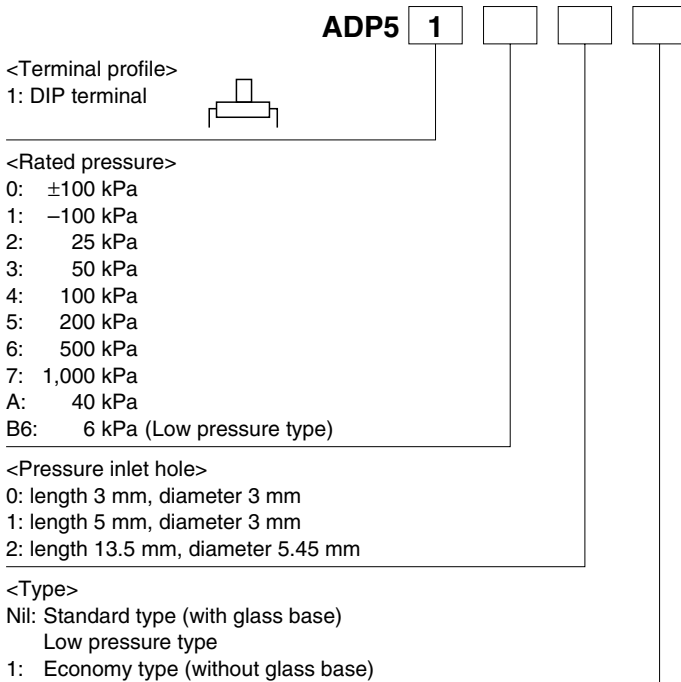 ADP5 1
<Terminal profile>
1: DIP terminal
<Rated pressure>
0: ±100 kPa
1: –100 kPa
2: 25 kPa
3: 50 kPa
4: 100 kPa
5: 200 kPa
6: 500 kPa
7: 1,000 kPa
A: 40 kPa
B6: 6 kPa (Low pressure type)
<Pressure inlet hole>
0: length 3 mm, diameter 3 mm
1: length 5 mm, diameter 3 mm
2: length 13.5 mm, diameter 5.45 mm
<Type>
Nil: Standard type (with glass base)
Low pressure type
1: Economy type (without glass base)